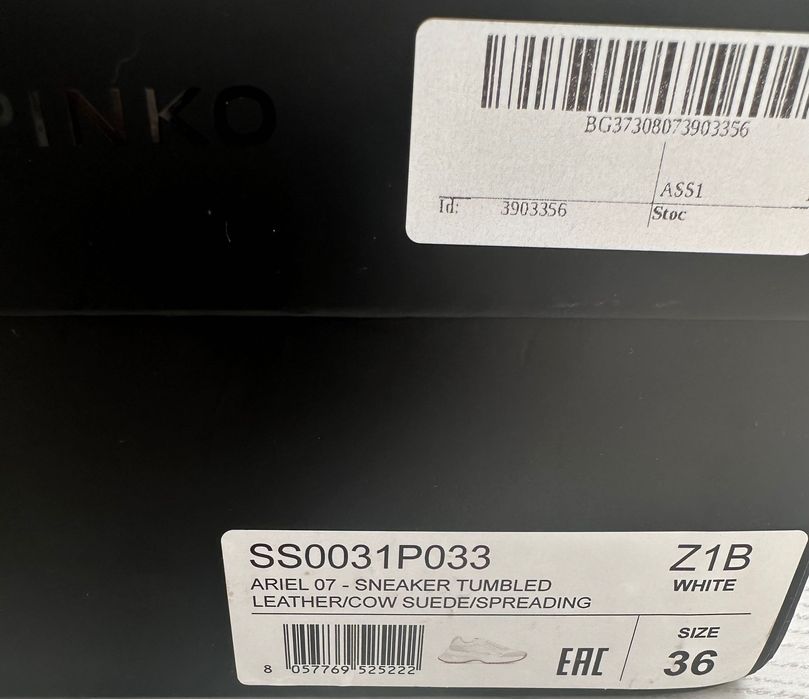 PINKO
BG37308073903356
ASS1
Id: 3903356 Stoc
SS0031P033 Z1B
ARIEL 07 - SNEAKER TUMBLED WHITE
LEATHER/COW SUEDE/SPREADING
SIZE
8 057769 525222 EAC 36